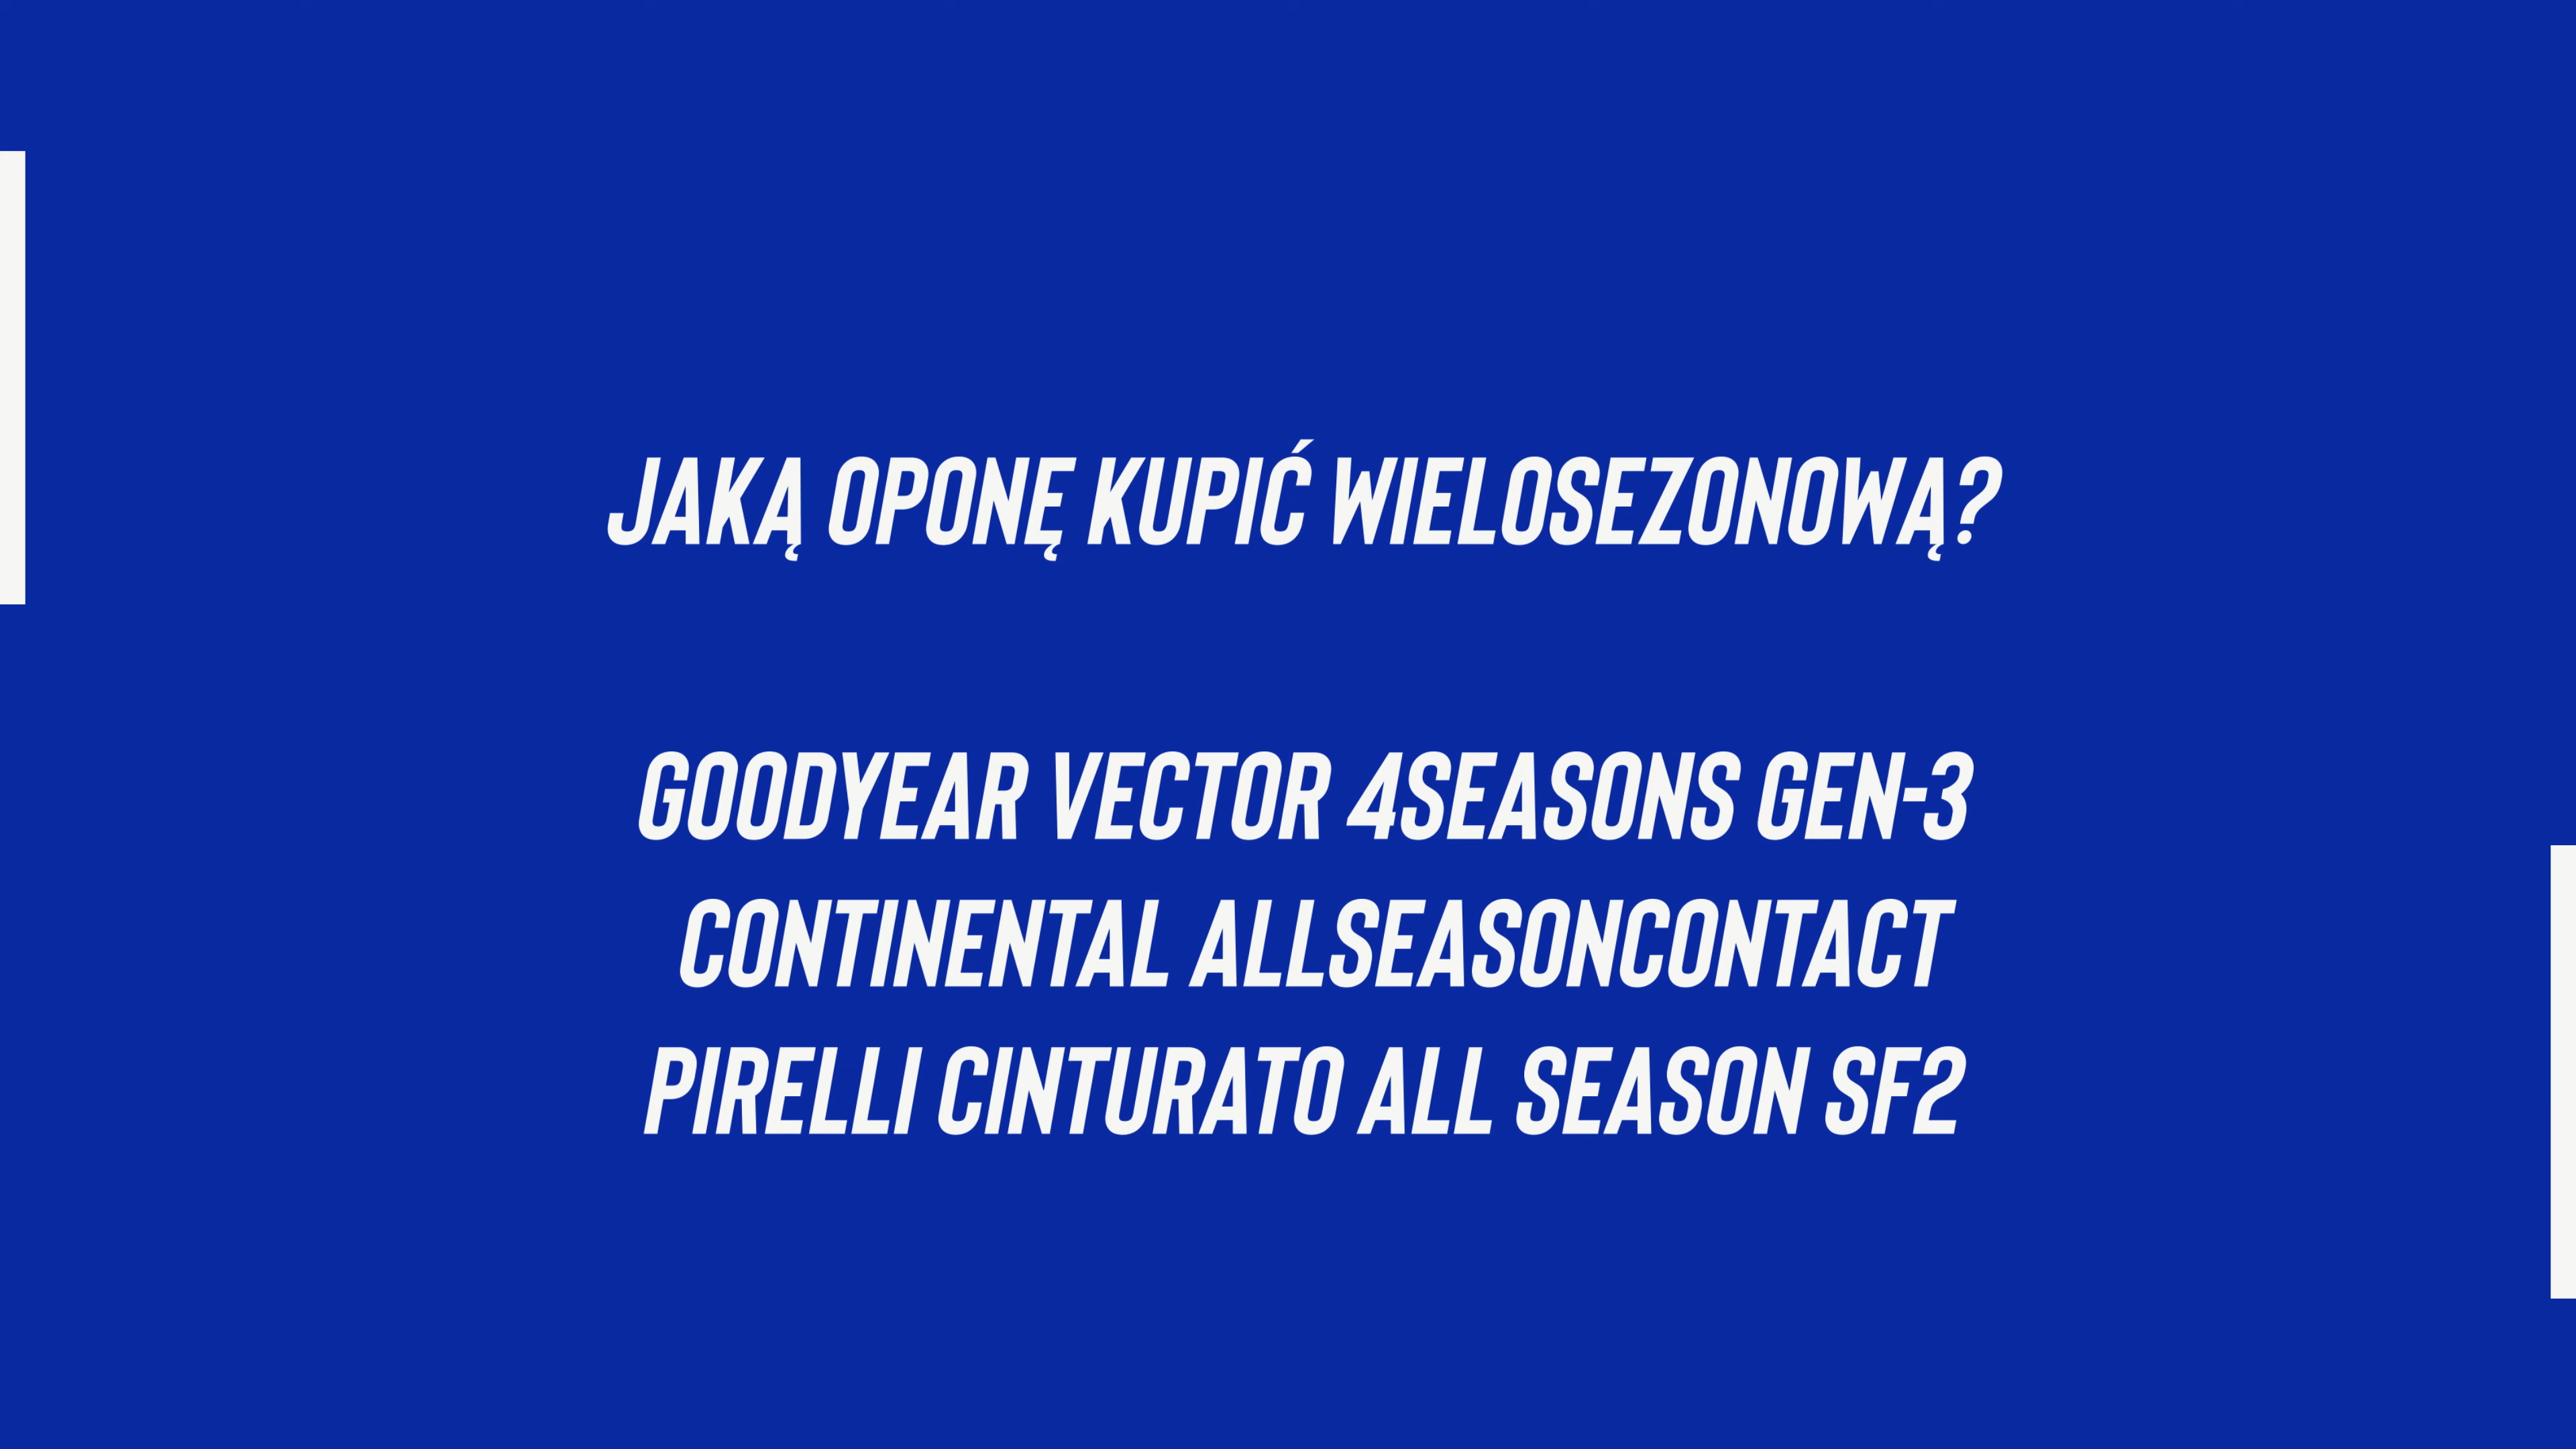 JAKĄ OPONĘ KUPIĆ WIELOSEZONOWĄ?
GOODYEAR VECTOR 4SEASONS GEN-3
CONTINENTAL ALLSEASONCONTACT
PIRELLI CINTURATO ALL SEASON SF2